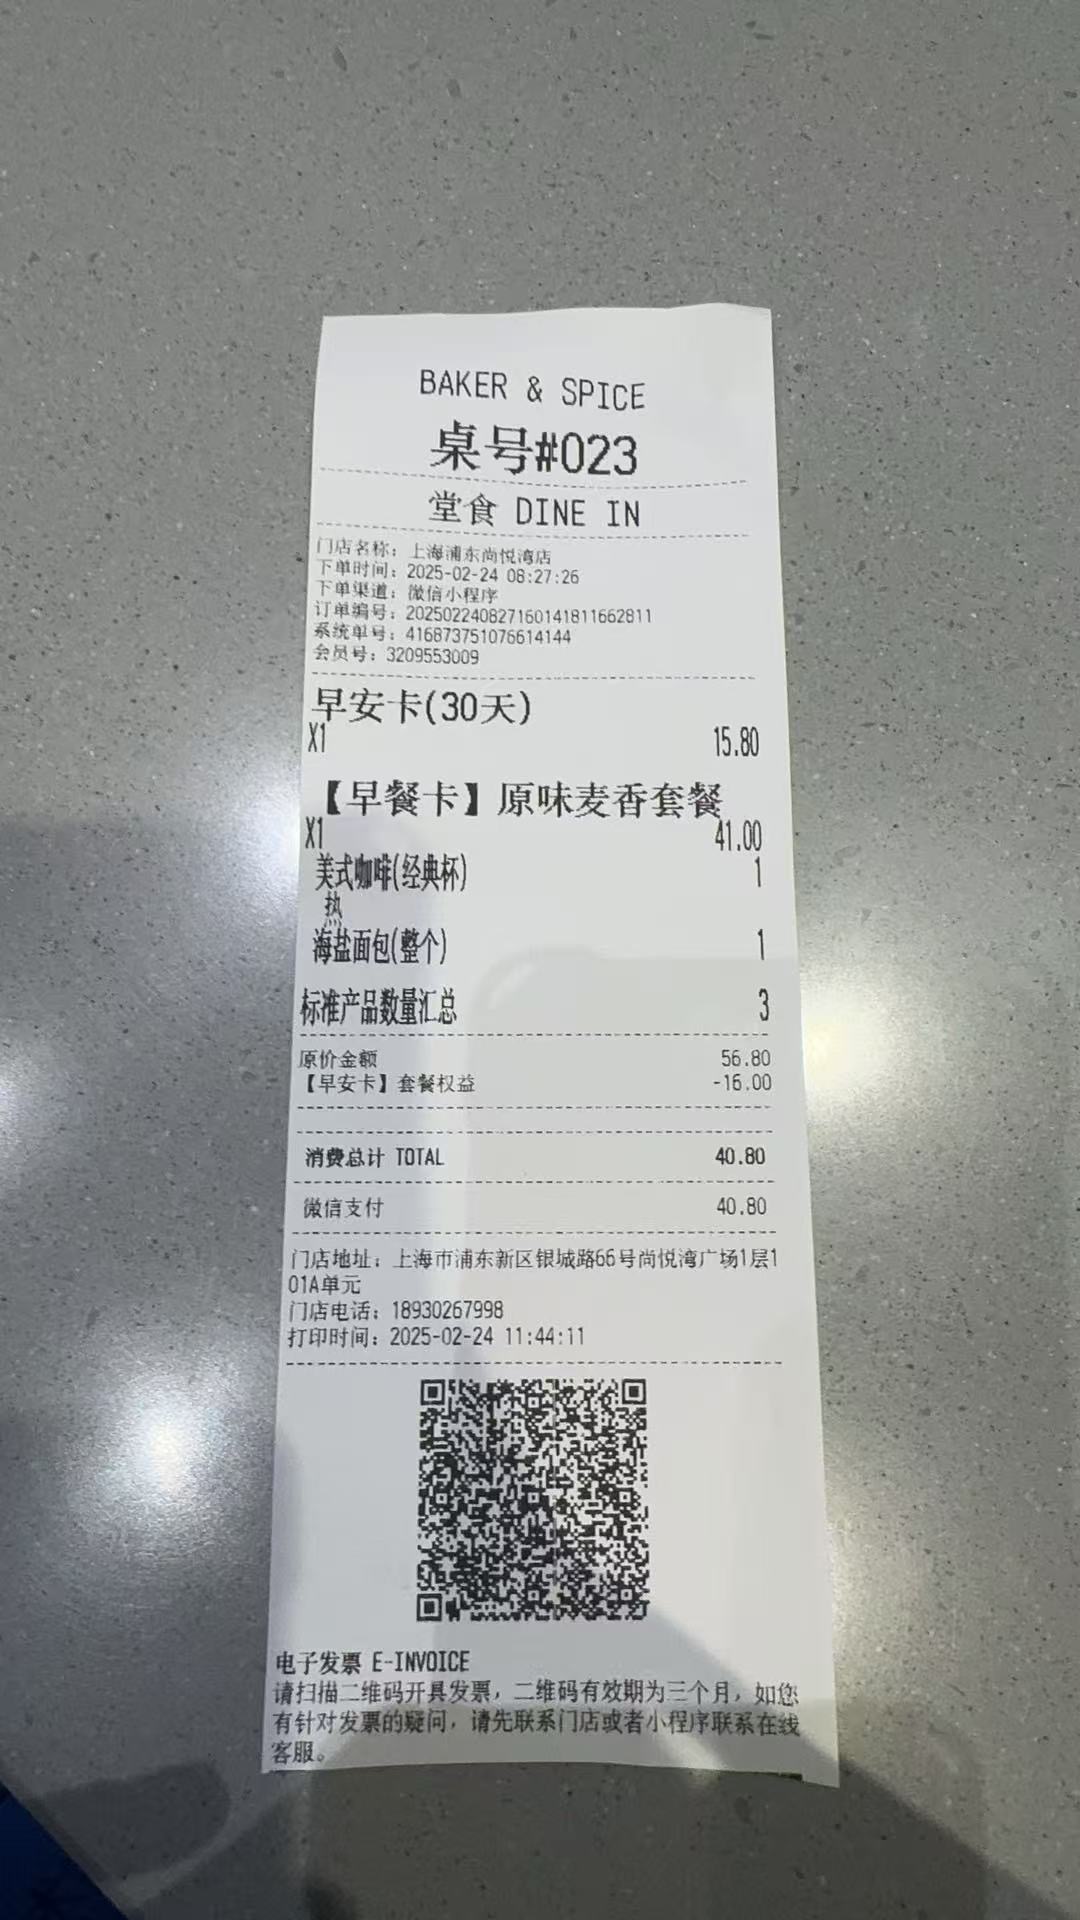 BAKER & SPICE
桌号#023
堂食 DINE IN
门店名称：上海浦东尚悦湾店
下单时间：2025-02-24 08:27:26
下单渠道：微信小程序
订单编号：202502240827160141811662811
系统单号：416873751076614144
会员号：3209553009
早安卡(30天)
X1 15.80
【早餐卡】原味麦香套餐
X1 41.00
美式咖啡(经典杯) 1
热
海盐面包(整个) 1
标准产品数量汇总 3
原价金额 56.80
【早安卡】套餐权益 -16.00
消费总计 TOTAL 40.80
微信支付 40.80
门店地址：上海市浦东新区银城路66号尚悦湾广场1层1
01A单元
门店电话：18930267998
打印时间：2025-02-24 11:44:11
电子发票 E-INVOICE
请扫描二维码开具发票，二维码有效期为三个月，如您
有针对发票的疑问，请先联系门店或者小程序联系在线
客服。